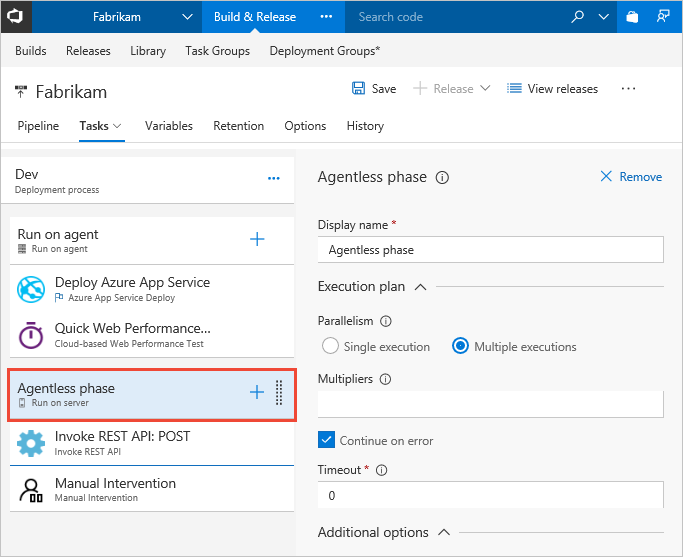 Fabrikam Build & Release ••• Search code
Builds Releases Library Task Groups Deployment Groups*
Fabrikam Save Release View releases ···
Pipeline Tasks Variables Retention Options History
Dev •••
Deployment process
Run on agent
Run on agent
Deploy Azure App Service
Azure App Service Deploy
Quick Web Performance...
Cloud-based Web Performance Test
Agentless phase
Run on server
Invoke REST API: POST
Invoke REST API
Manual Intervention
Manual Intervention
Agentless phase Remove
Display name *
Agentless phase
Execution plan
Parallelism
Single execution Multiple executions
Multipliers
Continue on error
Timeout *
0
Additional options